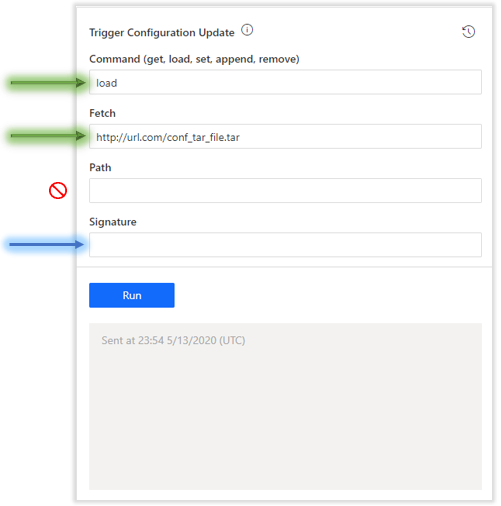 Trigger Configuration Update
Command (get, load, set, append, remove)
load
Fetch
http://url.com/conf_tar_file.tar
Path
Signature
Run
Sent at 23:54 5/13/2020 (UTC)